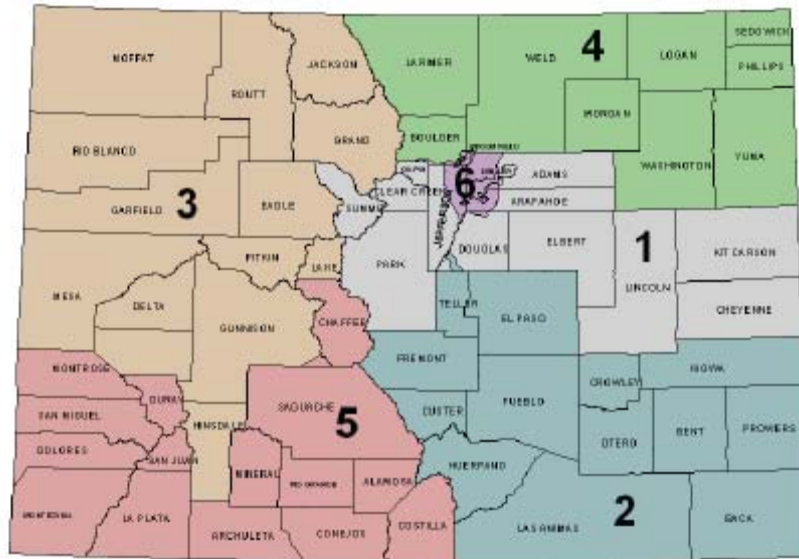 MOFFAT
ROUTT
JACKSON
LARIMER
WELD
4
LOGAN
SEDGWICK
PHILLIPS
MORGAN
RIO BLANCO
GRAND
BOULDER
WASHINGTON
YUMA
GARFIELD
3
EAGLE
SUMMIT
CLEAR CREEK
JEFFERSON
6
ADAMS
ARAPAHOE
PITKIN
LAKE
PARK
DOUGLAS
ELBERT
1
LINCOLN
KIT CARSON
CHEYENNE
MESA
DELTA
GUNNISON
CHAFFEE
TELLER
EL PASO
MONTROSE
OURAY
FREMONT
CROWLEY
KIOWA
SAN MIGUEL
HINSDALE
SAGUACHE
5
CUSTER
PUEBLO
OTERO
BENT
PROWERS
DOLORES
SAN JUAN
MINERAL
RIO GRANDE
ALAMOSA
HUERFANO
MONTEZUMA
LA PLATA
ARCHULETA
CONEJOS
COSTILLA
LAS ANIMAS
2
BACA